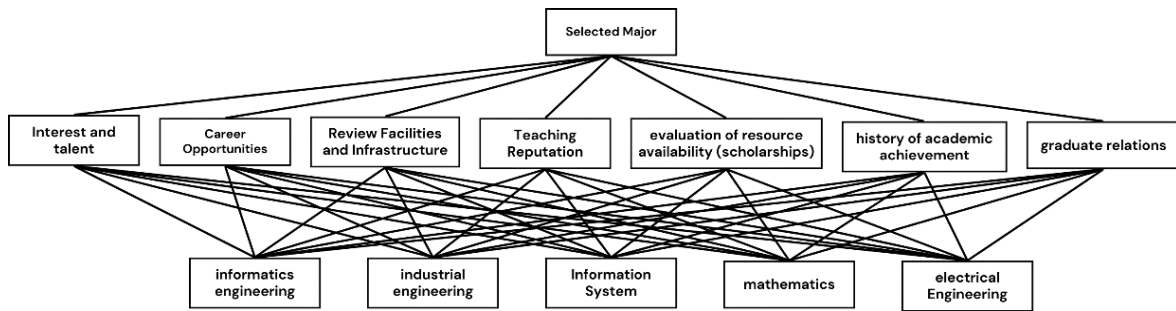 Selected Major
Interest and
talent
Career
Opportunities
Review Facilities
and Infrastructure
Teaching
Reputation
evaluation of resource
availability (scholarships)
history of academic
achievement
graduate relations
informatics
engineering
industrial
engineering
Information
System
mathematics
electrical
Engineering